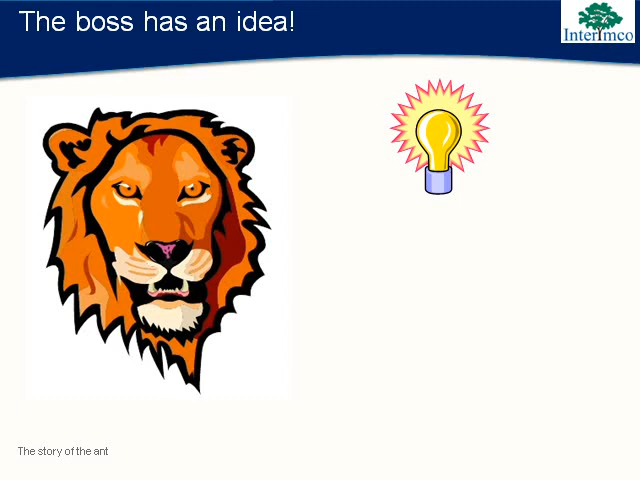 The boss has an idea!
InterImco
The story of the ant